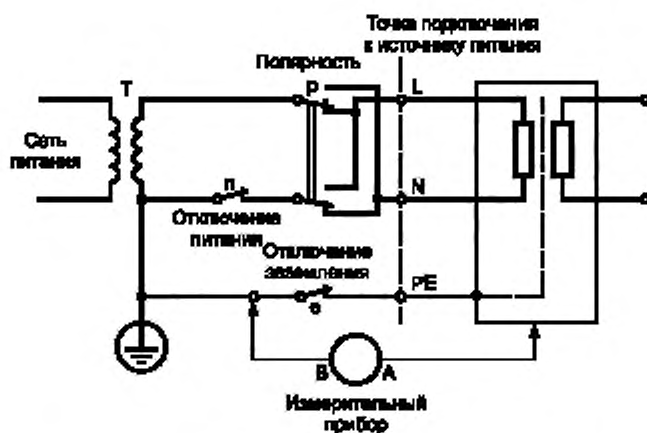 Точка подключения
к источнику питания
Полярность
T
p
L
Сеть
питания
n
N
Отключение
питания
Отключение
заземления
e
PE
B
A
Измерительный
прибор